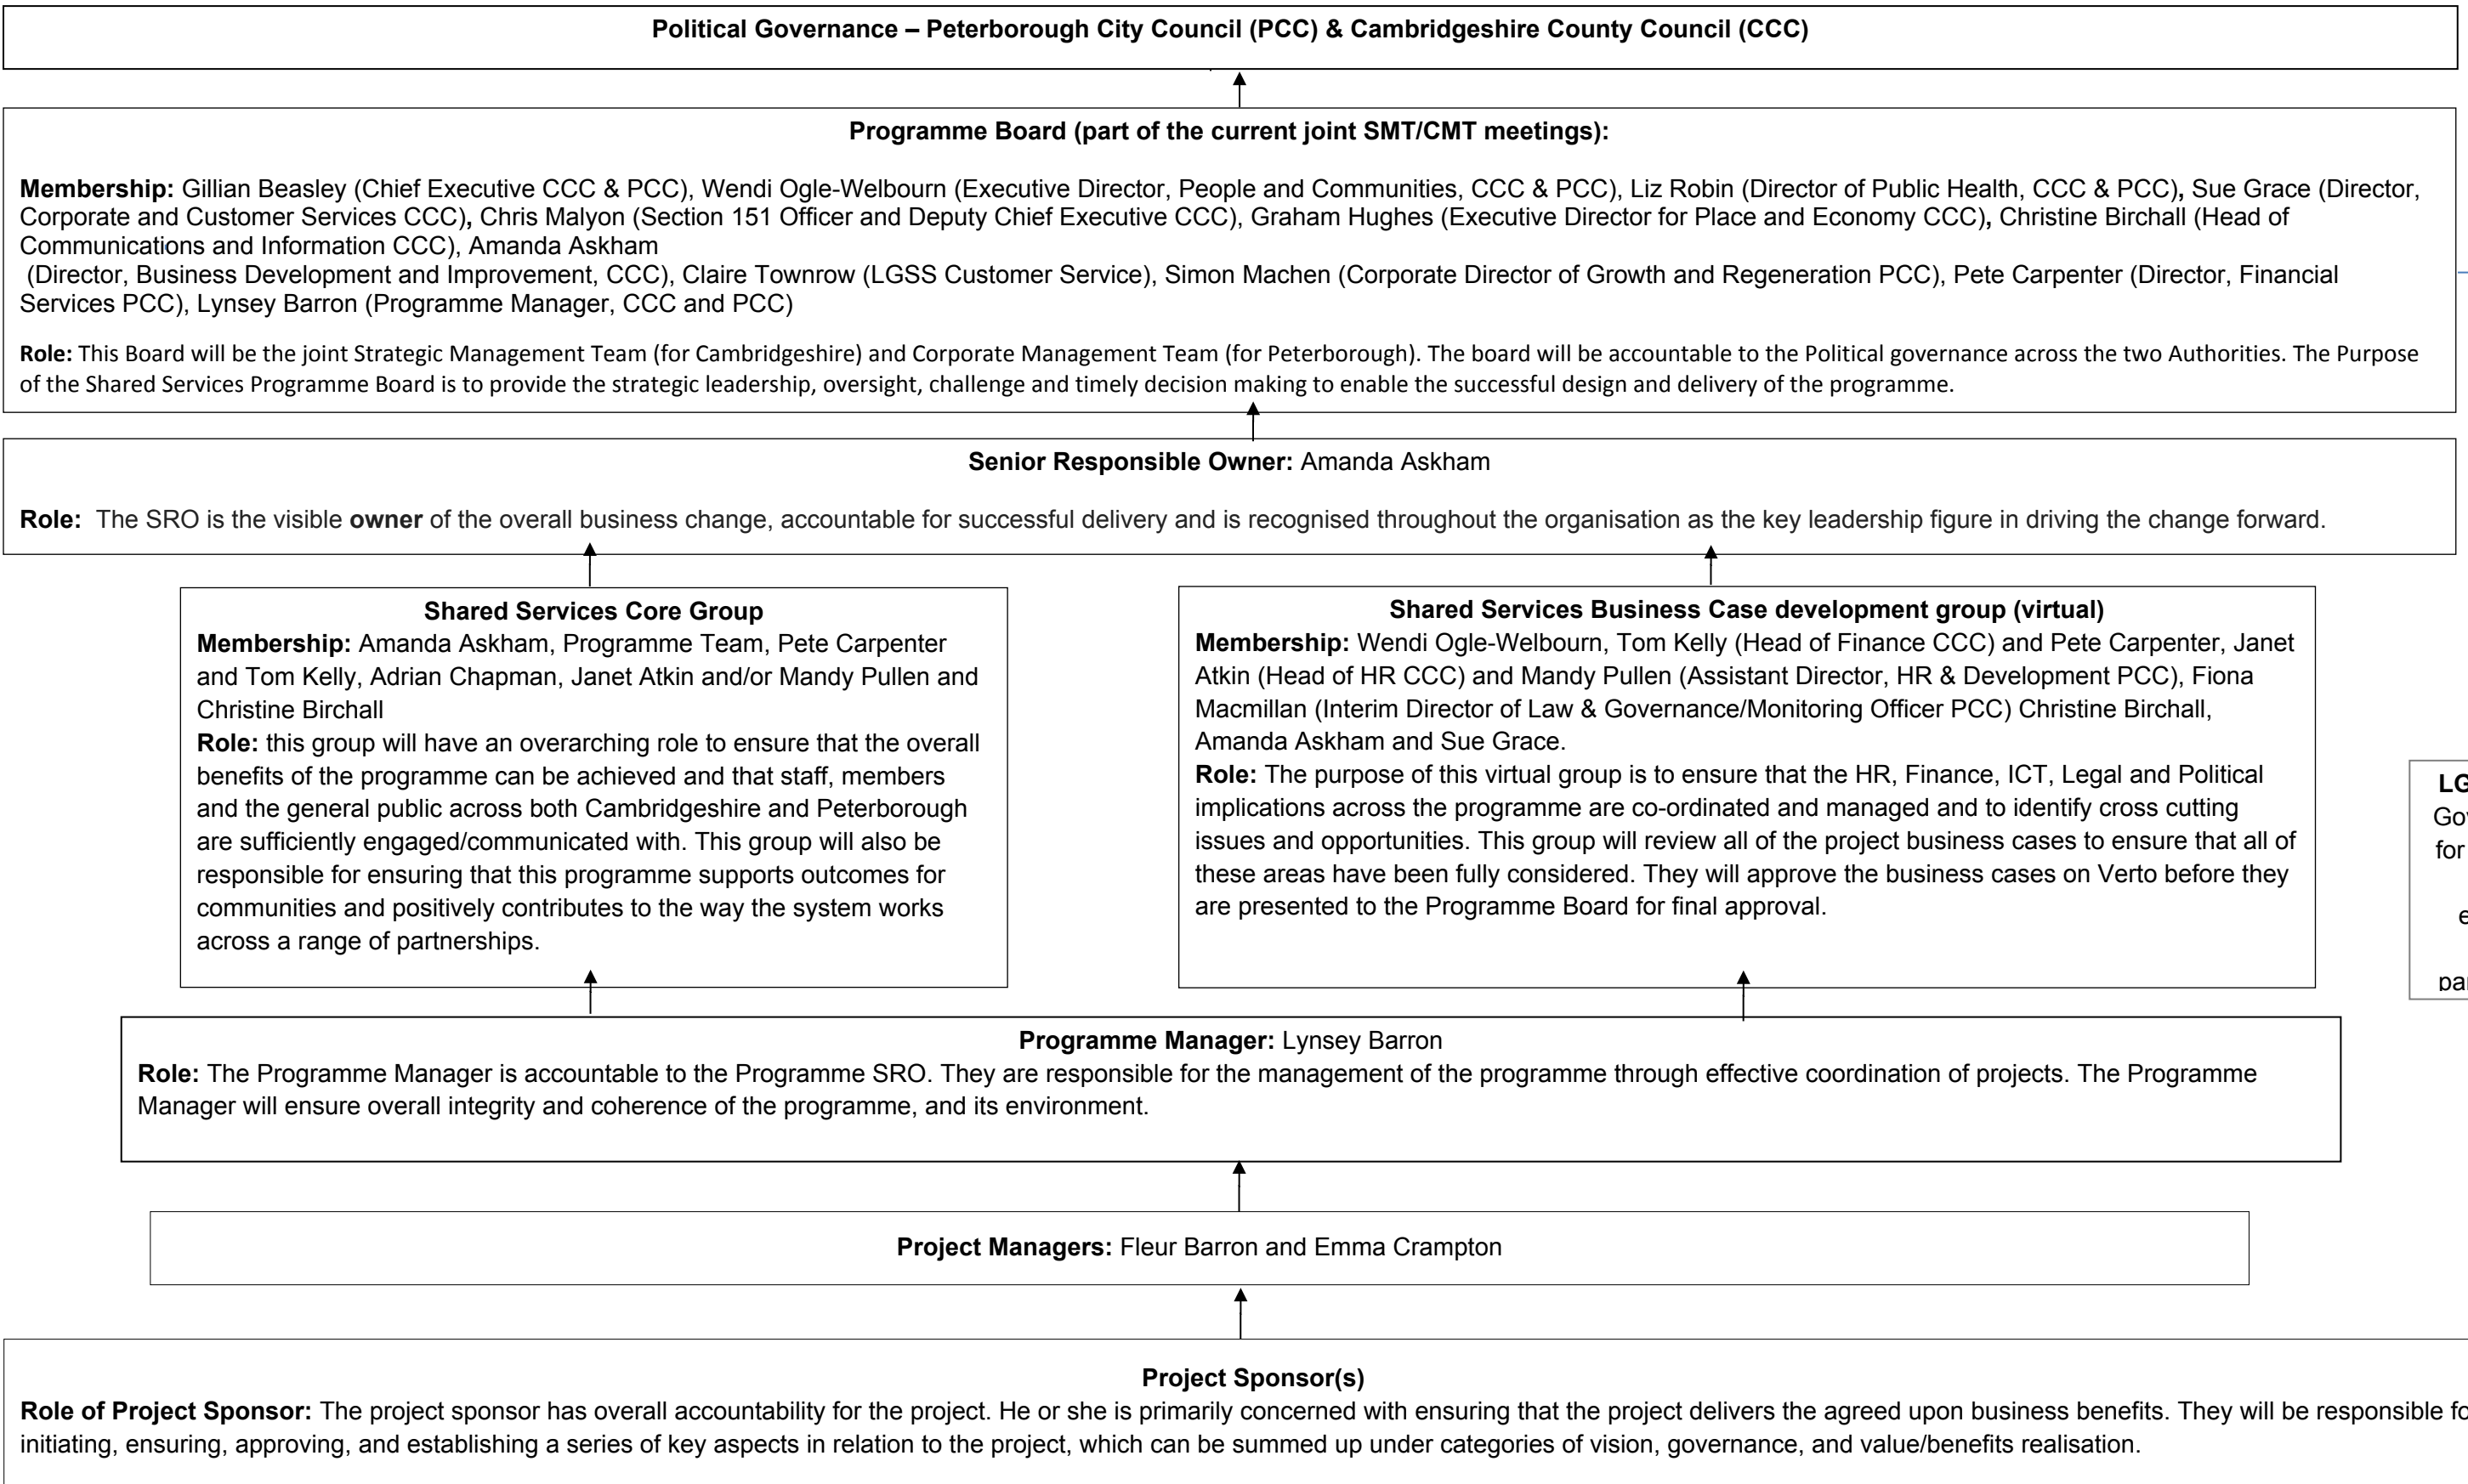 Political Governance – Peterborough City Council (PCC) & Cambridgeshire County Council (CCC)
Programme Board (part of the current joint SMT/CMT meetings):
Membership: Gillian Beasley (Chief Executive CCC & PCC), Wendi Ogle-Welbourn (Executive Director, People and Communities, CCC & PCC), Liz Robin (Director of Public Health, CCC & PCC), Sue Grace (Director,
Corporate and Customer Services CCC), Chris Malyon (Section 151 Officer and Deputy Chief Executive CCC), Graham Hughes (Executive Director for Place and Economy CCC), Christine Birchall (Head of
Communications and Information CCC), Amanda Askham
(Director, Business Development and Improvement, CCC), Claire Townrow (LGSS Customer Service), Simon Machen (Corporate Director of Growth and Regeneration PCC), Pete Carpenter (Director, Financial
Services PCC), Lynsey Barron (Programme Manager, CCC and PCC)
Role: This Board will be the joint Strategic Management Team (for Cambridgeshire) and Corporate Management Team (for Peterborough). The board will be accountable to the Political governance across the two Authorities. The Purpose
of the Shared Services Programme Board is to provide the strategic leadership, oversight, challenge and timely decision making to enable the successful design and delivery of the programme.
Senior Responsible Owner: Amanda Askham
Role: The SRO is the visible owner of the overall business change, accountable for successful delivery and is recognised throughout the organisation as the key leadership figure in driving the change forward.
Shared Services Core Group
Membership: Amanda Askham, Programme Team, Pete Carpenter
and Tom Kelly, Adrian Chapman, Janet Atkin and/or Mandy Pullen and
Christine Birchall
Role: this group will have an overarching role to ensure that the overall
benefits of the programme can be achieved and that staff, members
and the general public across both Cambridgeshire and Peterborough
are sufficiently engaged/communicated with. This group will also be
responsible for ensuring that this programme supports outcomes for
communities and positively contributes to the way the system works
across a range of partnerships.
Shared Services Business Case development group (virtual)
Membership: Wendi Ogle-Welbourn, Tom Kelly (Head of Finance CCC) and Pete Carpenter, Janet
Atkin (Head of HR CCC) and Mandy Pullen (Assistant Director, HR & Development PCC), Fiona
Macmillan (Interim Director of Law & Governance/Monitoring Officer PCC) Christine Birchall,
Amanda Askham and Sue Grace.
Role: The purpose of this virtual group is to ensure that the HR, Finance, ICT, Legal and Political
implications across the programme are co-ordinated and managed and to identify cross cutting
issues and opportunities. This group will review all of the project business cases to ensure that all of
these areas have been fully considered. They will approve the business cases on Verto before they
are presented to the Programme Board for final approval.
for
Programme Manager: Lynsey Barron
Role: The Programme Manager is accountable to the Programme SRO. They are responsible for the management of the programme through effective coordination of projects. The Programme
Manager will ensure overall integrity and coherence of the programme, and its environment.
Project Managers: Fleur Barron and Emma Crampton
Project Sponsor(s)
Role of Project Sponsor: The project sponsor has overall accountability for the project. He or she is primarily concerned with ensuring that the project delivers the agreed upon business benefits. They will be responsible
initiating, ensuring, approving, and establishing a series of key aspects in relation to the project, which can be summed up under categories of vision, governance, and value/benefits realisation.